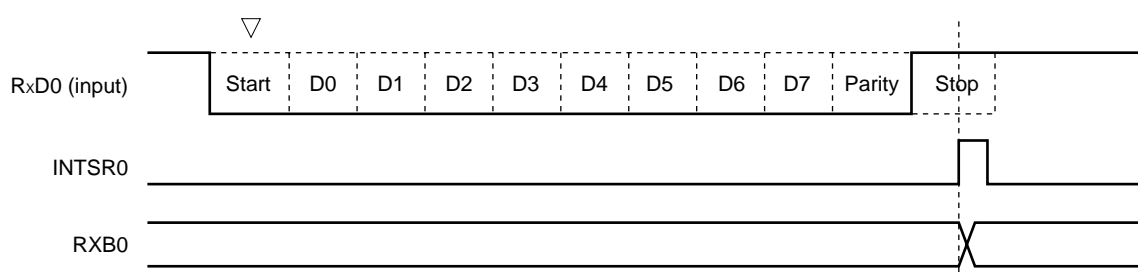 RxD0 (input) Start D0 D1 D2 D3 D4 D5 D6 D7 Parity Stop
INTSR0
RXB0